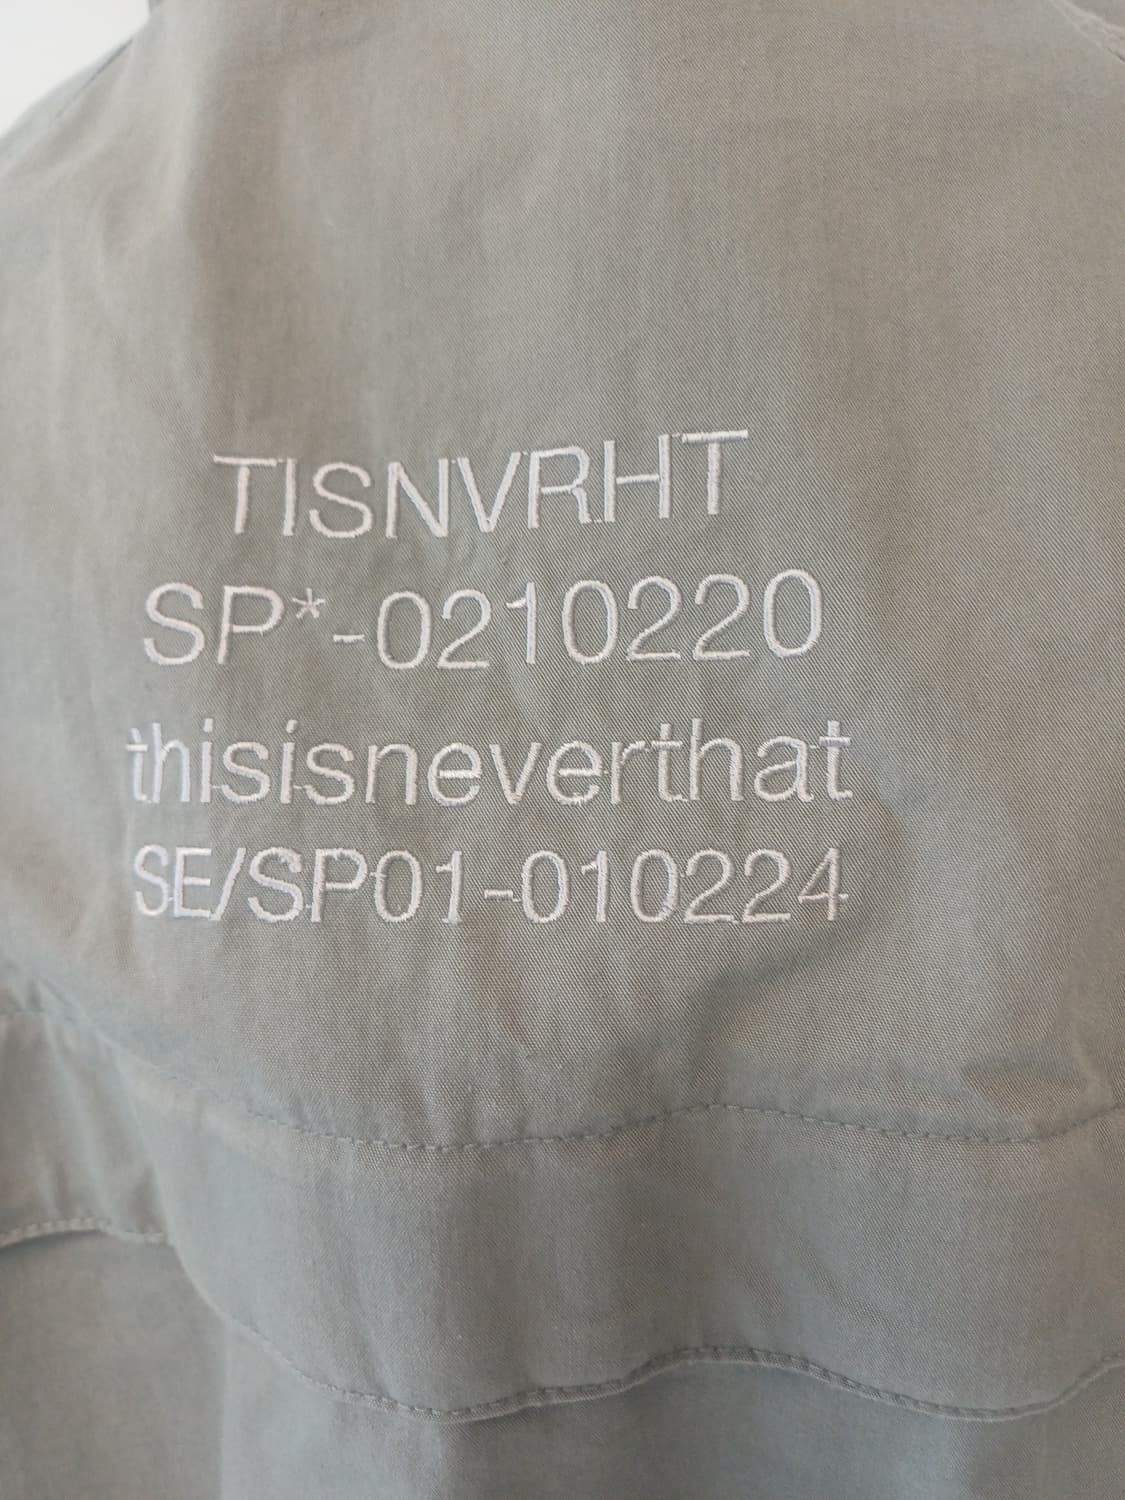 TISNVRHT
SP*-0210220
thisisneverthat
SE/SP01-010224